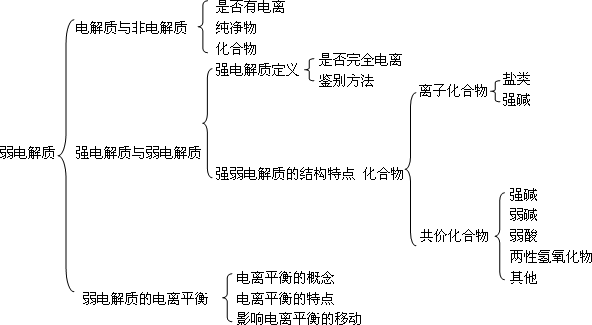 弱电解质
电解质与非电解质
是否有电离
纯净物
化合物
强电解质与弱电解质
强电解质定义
是否完全电离
鉴别方法
强弱电解质的结构特点 化合物
离子化合物
盐类
强碱
共价化合物
强碱
弱碱
弱酸
两性氢氧化物
其他
弱电解质的电离平衡
电离平衡的概念
电离平衡的特点
影响电离平衡的移动